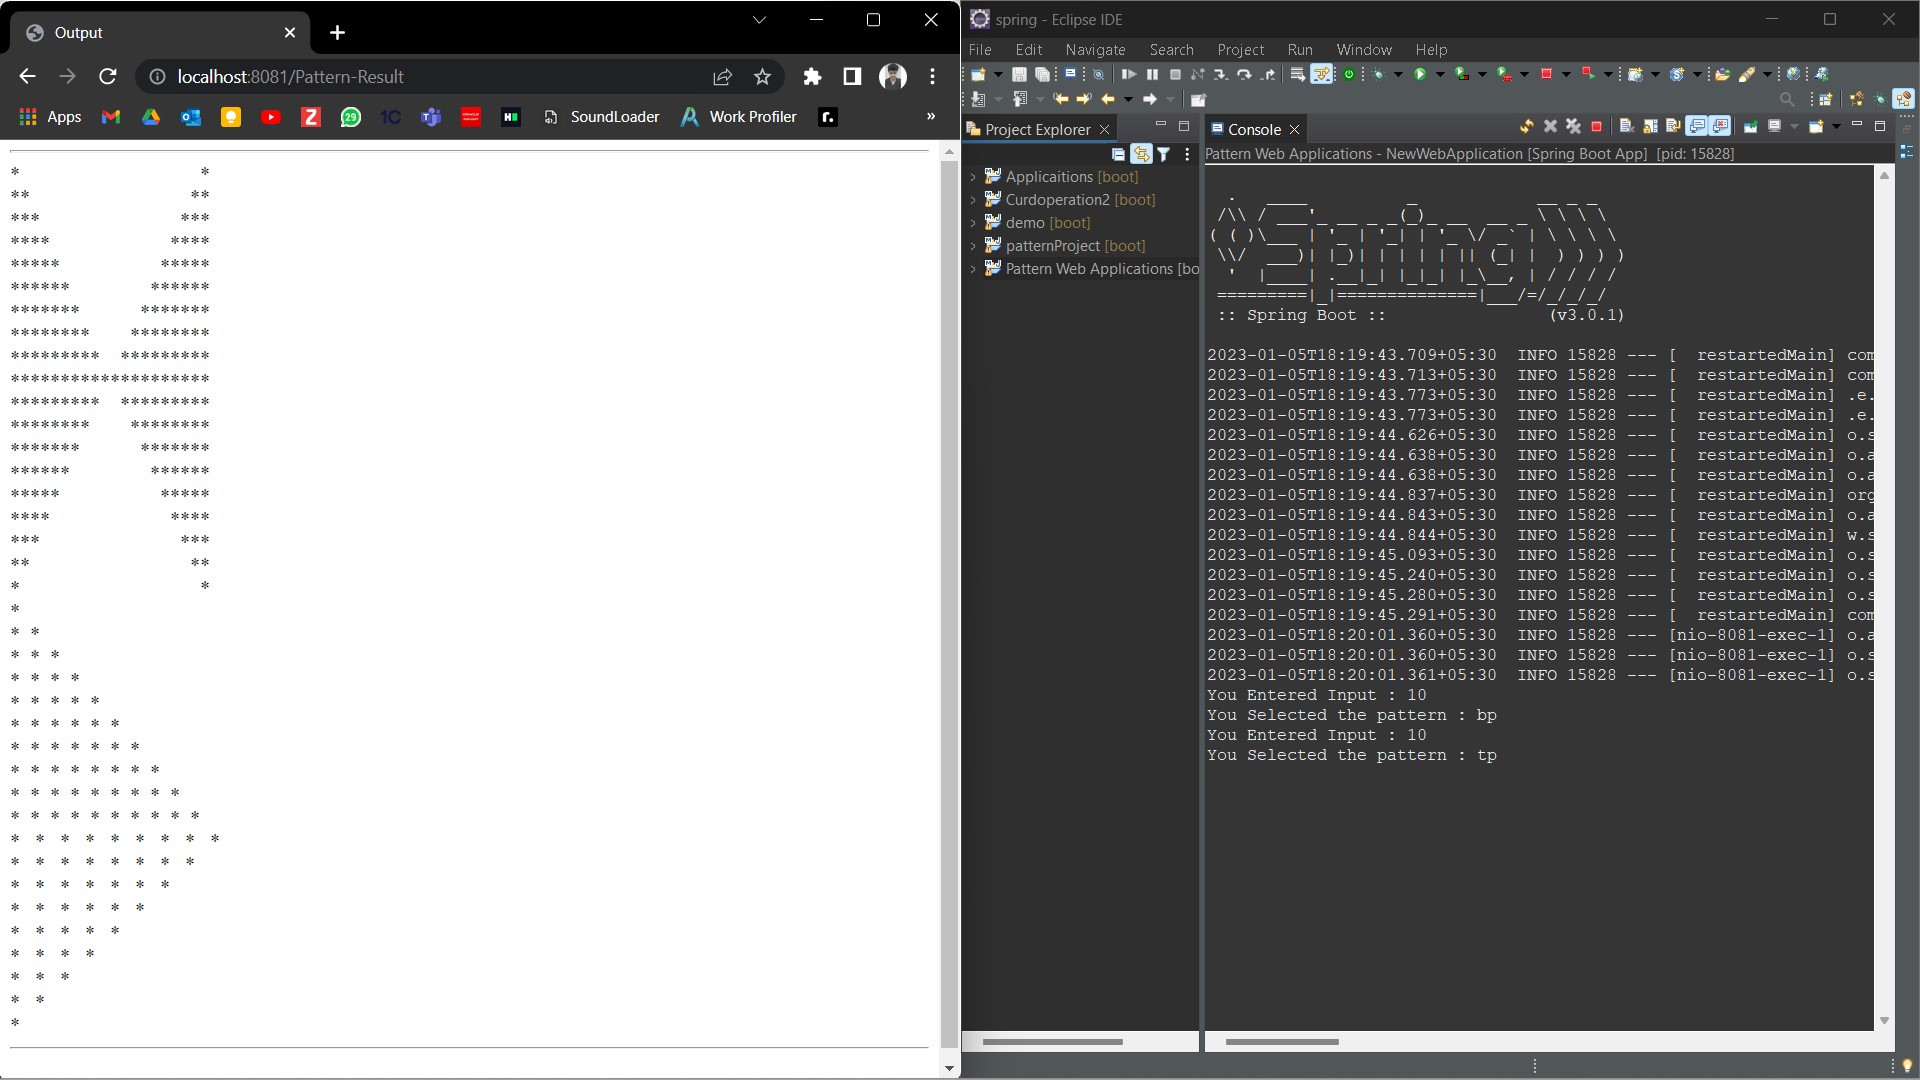 Output
localhost:8081/Pattern-Result
Apps
29
1C
SoundLoader
Work Profiler
r.
»
*                  *
**                **
***              ***
****            ****
*****          *****
******        ******
*******      *******
********    ********
*********  *********
********************
*********  *********
********    ********
*******      *******
******        ******
*****          *****
****            ****
***              ***
**                **
*                  *
*
* *
* * *
* * * *
* * * * *
* * * * * *
* * * * * * *
* * * * * * * *
* * * * * * * * *
* * * * * * * * * *
*  *  *  *  *  *  *  *  *
*  *  *  *  *  *  *  *
*  *  *  *  *  *  *
*  *  *  *  *  *
*  *  *  *  *
*  *  *  *
*  *  *
*  *
*
spring - Eclipse IDE
File Edit Navigate Search Project Run Window Help
Project Explorer
Applicaitions [boot]
Curdoperation2 [boot]
demo [boot]
patternProject [boot]
Pattern Web Applications [bo
Console
Pattern Web Applications - NewWebApplication [Spring Boot App] [pid: 15828]
  .   ____          _            __ _ _
 /\\ / ___'_ __ _ _(_)_ __  __ _ \ \ \ \
( ( )\___ | '_ | '_| | '_ \/ _` | \ \ \ \
 \\/  ___)| |_)| | | | | || (_| |  ) ) ) )
  '  |____| .__|_| |_|_| |_\__, | / / / /
 =========|_|==============|___/=/_/_/_/
 :: Spring Boot ::                (v3.0.1)
2023-01-05T18:19:43.709+05:30  INFO 15828 --- [  restartedMain] com
2023-01-05T18:19:43.713+05:30  INFO 15828 --- [  restartedMain] com
2023-01-05T18:19:43.773+05:30  INFO 15828 --- [  restartedMain] .e.
2023-01-05T18:19:43.773+05:30  INFO 15828 --- [  restartedMain] .e.
2023-01-05T18:19:44.626+05:30  INFO 15828 --- [  restartedMain] o.s
2023-01-05T18:19:44.638+05:30  INFO 15828 --- [  restartedMain] o.a
2023-01-05T18:19:44.638+05:30  INFO 15828 --- [  restartedMain] o.a
2023-01-05T18:19:44.837+05:30  INFO 15828 --- [  restartedMain] org
2023-01-05T18:19:44.843+05:30  INFO 15828 --- [  restartedMain] o.a
2023-01-05T18:19:44.844+05:30  INFO 15828 --- [  restartedMain] w.s
2023-01-05T18:19:45.093+05:30  INFO 15828 --- [  restartedMain] o.s
2023-01-05T18:19:45.240+05:30  INFO 15828 --- [  restartedMain] o.s
2023-01-05T18:19:45.280+05:30  INFO 15828 --- [  restartedMain] o.s
2023-01-05T18:19:45.291+05:30  INFO 15828 --- [  restartedMain] com
2023-01-05T18:20:01.360+05:30  INFO 15828 --- [nio-8081-exec-1] o.a
2023-01-05T18:20:01.360+05:30  INFO 15828 --- [nio-8081-exec-1] o.s
2023-01-05T18:20:01.361+05:30  INFO 15828 --- [nio-8081-exec-1] o.s
You Entered Input : 10
You Selected the pattern : bp
You Entered Input : 10
You Selected the pattern : tp